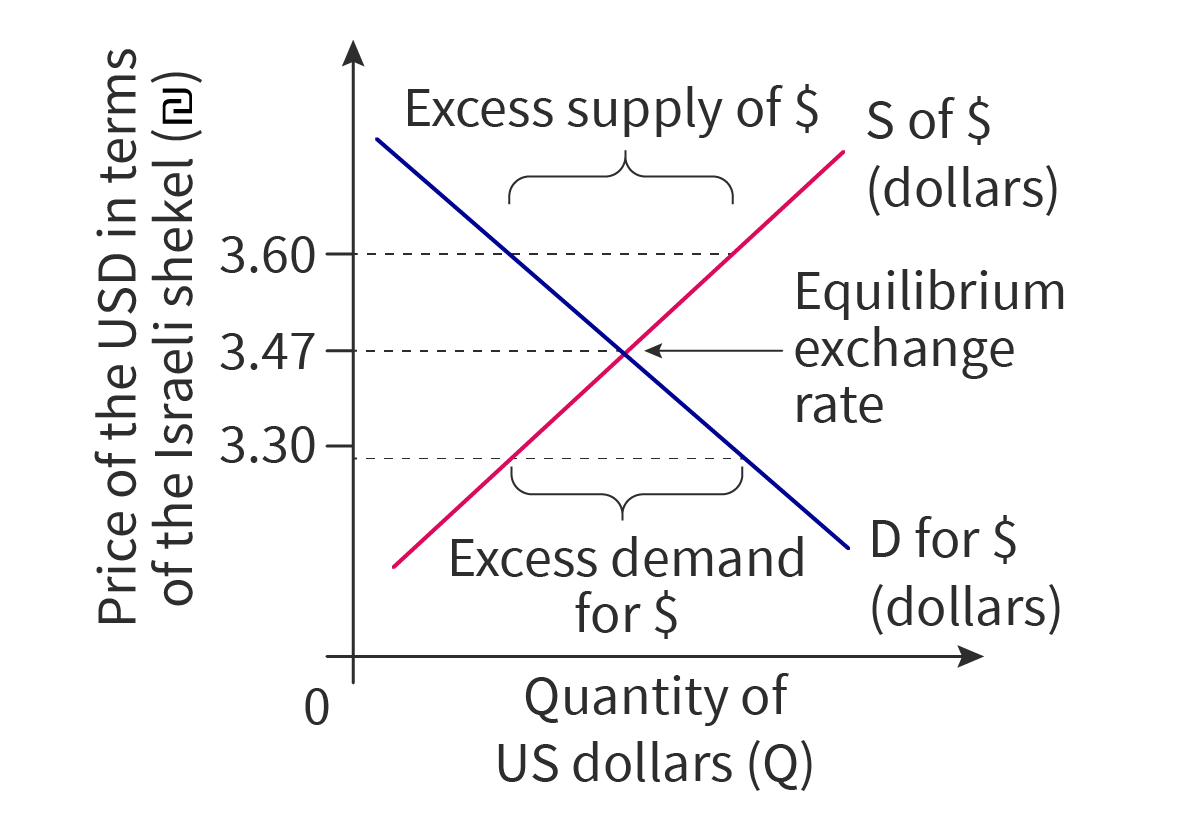 Price of the USD in terms
of the Israeli shekel (₪)
Excess supply of $
S of $
(dollars)
3.60
3.47
3.30
Equilibrium
exchange
rate
Excess demand
for $
D for $
(dollars)
0
Quantity of
US dollars (Q)